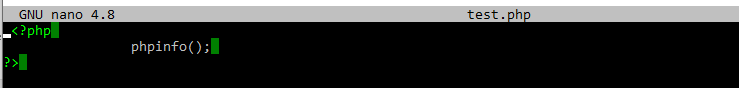 GNU nano 4.8 test.php
<?php
phpinfo();
?>